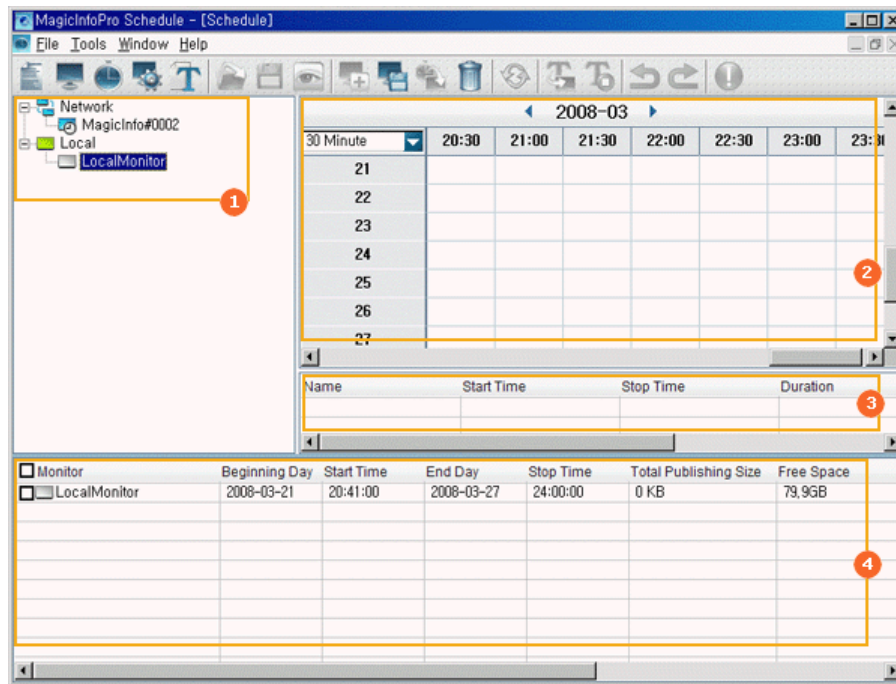 MagicInfoPro Schedule - [Schedule]
File Tools Window Help
Network
MagicInfo#0002
Local
LocalMonitor
1
2008-03
30 Minute 20:30 21:00 21:30 22:00 22:30 23:00 23:30
21
22
23
24
25
26
27
2
Name Start Time Stop Time Duration
3
Monitor Beginning Day Start Time End Day Stop Time Total Publishing Size Free Space
LocalMonitor 2008-03-21 20:41:00 2008-03-27 24:00:00 0 KB 79,9GB
4